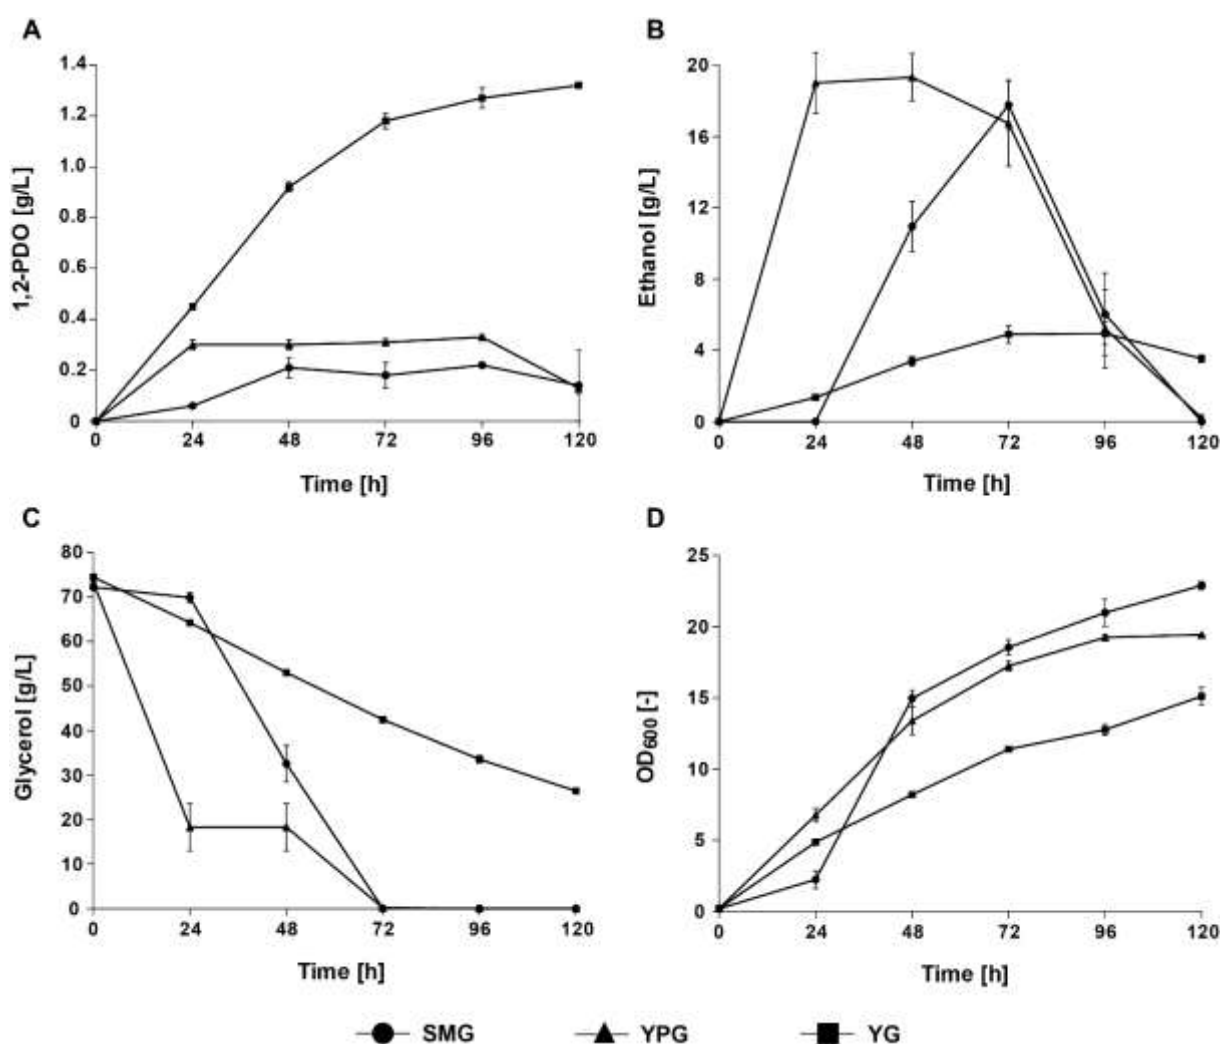 A
1,2-PDO [g/L]
1.4
1.2
1.0
0.8
0.6
0.4
0.2
0
0 24 48 72 96 120
Time [h]
B
Ethanol [g/L]
20
16
12
8
4
0
0 24 48 72 96 120
Time [h]
C
Glycerol [g/L]
80
70
60
50
40
30
20
10
0
0 24 48 72 96 120
Time [h]
D
OD600 [-]
25
20
15
10
5
0
0 24 48 72 96 120
Time [h]
SMG YPG YG